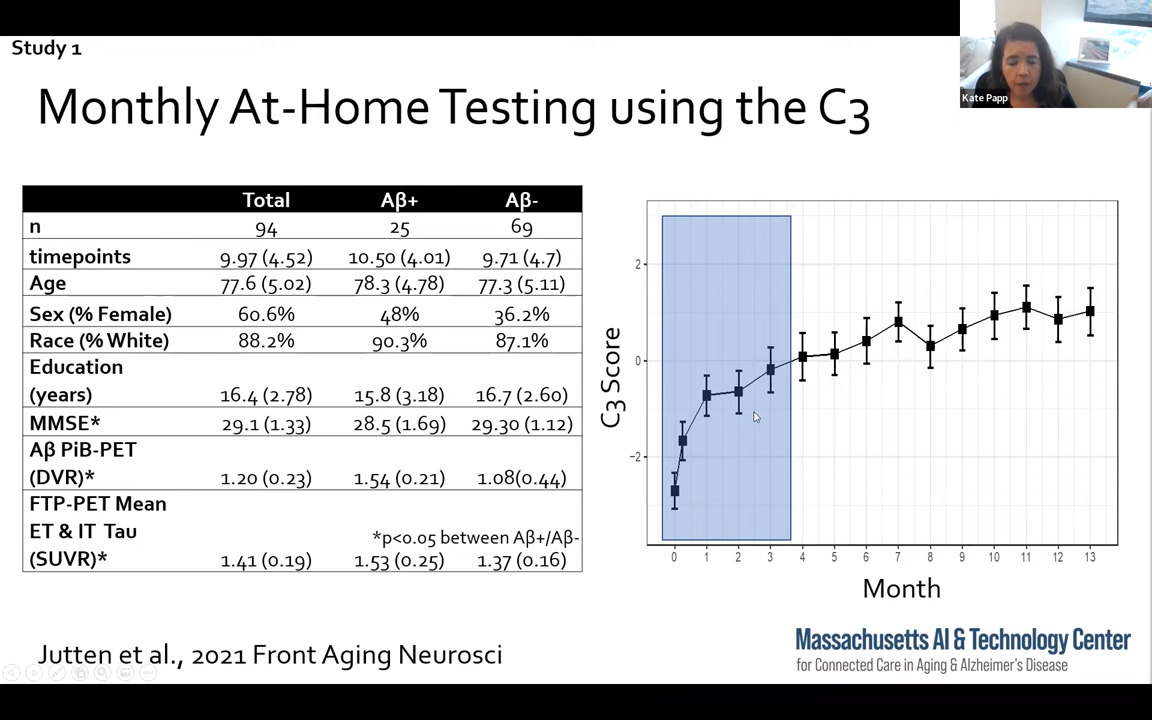 Study 1
Kate Papp
Monthly At-Home Testing using the C3
Total Aβ+ Aβ-
n 94 25 69
timepoints 9.97 (4.52) 10.50 (4.01) 9.71 (4.7)
Age 77.6 (5.02) 78.3 (4.78) 77.3 (5.11)
Sex (% Female) 60.6% 48% 36.2%
Race (% White) 88.2% 90.3% 87.1%
Education
(years) 16.4 (2.78) 15.8 (3.18) 16.7 (2.60)
MMSE* 29.1 (1.33) 28.5 (1.69) 29.30 (1.12)
Aβ PiB-PET
(DVR)* 1.20 (0.23) 1.54 (0.21) 1.08(0.44)
FTP-PET Mean
ET & IT Tau
*p<0.05 between Aβ+/Aβ-
(SUVR)* 1.41 (0.19) 1.53 (0.25) 1.37 (0.16)
C3 Score
2
0
-2
0 1 2 3 4 5 6 7 8 9 10 11 12 13
Month
Jutten et al., 2021 Front Aging Neurosci
Massachusetts AI & Technology Center
for Connected Care in Aging & Alzheimer's Disease